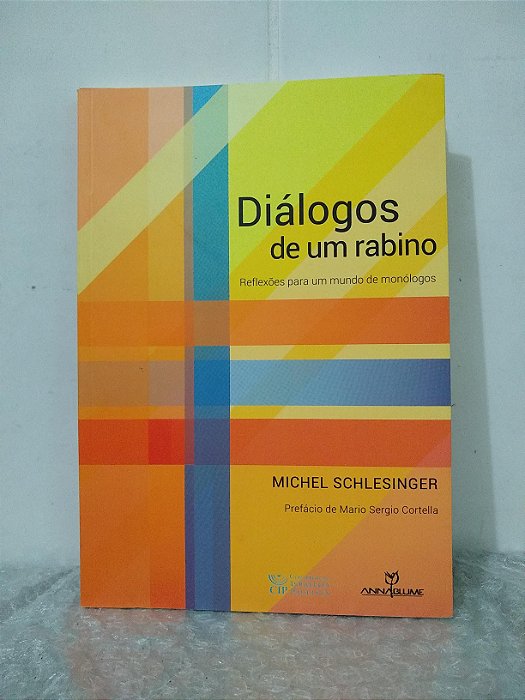 Diálogos
de um rabino
Reflexões para um mundo de monólogos
MICHEL SCHLESINGER
Prefácio de Mario Sergio Cortella
CIP
ANNABLUME